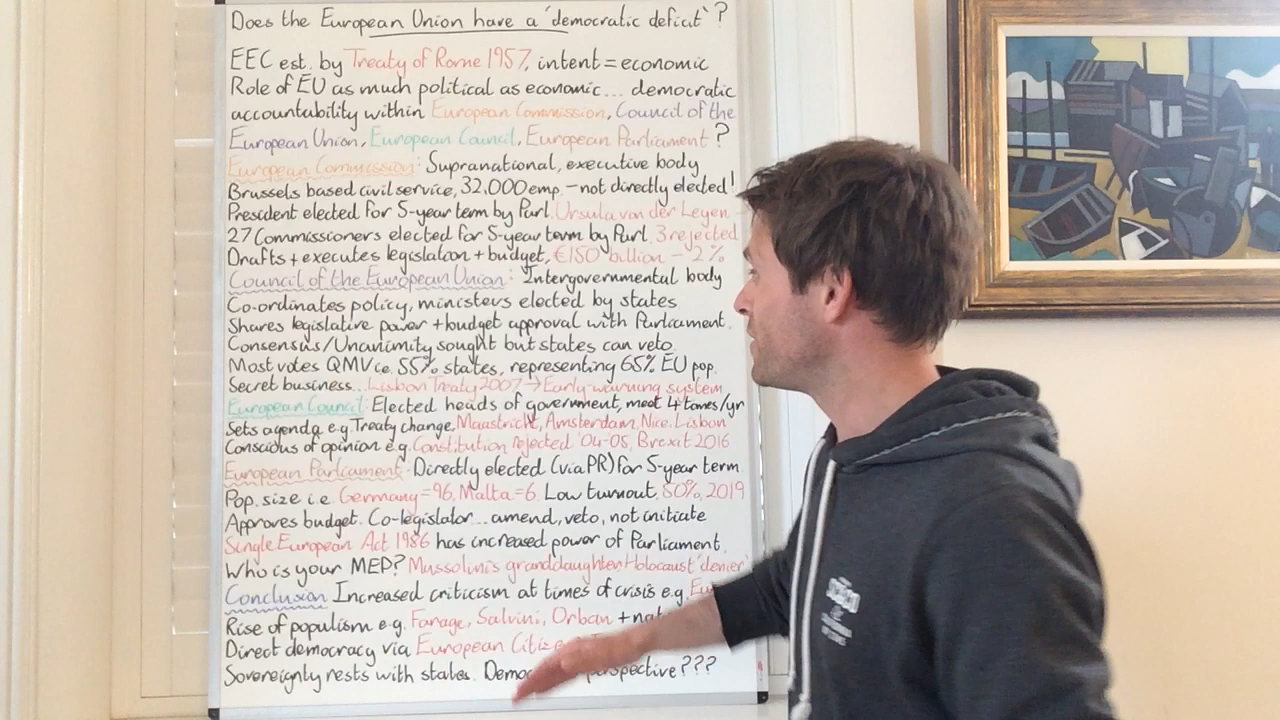 Does the European Union have a 'democratic deficit'?
EEC est. by Treaty of Rome 1957, intent = economic
Role of EU as much political as economic... democratic
accountability within European Commission, Council of the
European Union, European Council, European Parliament?
European Commission: Supranational, executive body
Brussels based civil service, 32,000 emp. - not directly elected!
President elected for 5-year term by Parl. Ursula von der Leyen
27 Commissioners elected for 5-year term by Parl. 3 rejected
Drafts + executes legislation + budget, €150 billion - 2%
Council of the European Union: Intergovernmental body
Co-ordinates policy, ministers elected by states
Shares legislative power + budget approval with Parliament.
Consensus/Unanimity sought but states can veto.
Most votes QMV i.e. 55% states, representing 65% EU pop.
Secret business... Lisbon Treaty 2007 → Early-warning system
European Council: Elected heads of government, meet 4 times/yr
Sets agenda e.g. Treaty change, Maastricht, Amsterdam, Nice, Lisbon
Conscious of opinion e.g. Constitution rejected '04-05, Brexit 2016
European Parliament: Directly elected (via PR) for 5-year term
Pop. size i.e. Germany = 96, Malta = 6. Low turnout, 50%, 2019
Approves budget. Co-legislator... amend, veto, not initiate
Single European Act 1986 has increased power of Parliament.
Who is your MEP? Mussolini's granddaughter, Holocaust 'denier'
Conclusion Increased criticism at times of crisis e.g.
Rise of populism e.g. Farage, Salvini, Orban +
Direct democracy via European
Sovereignty rests with states. ???